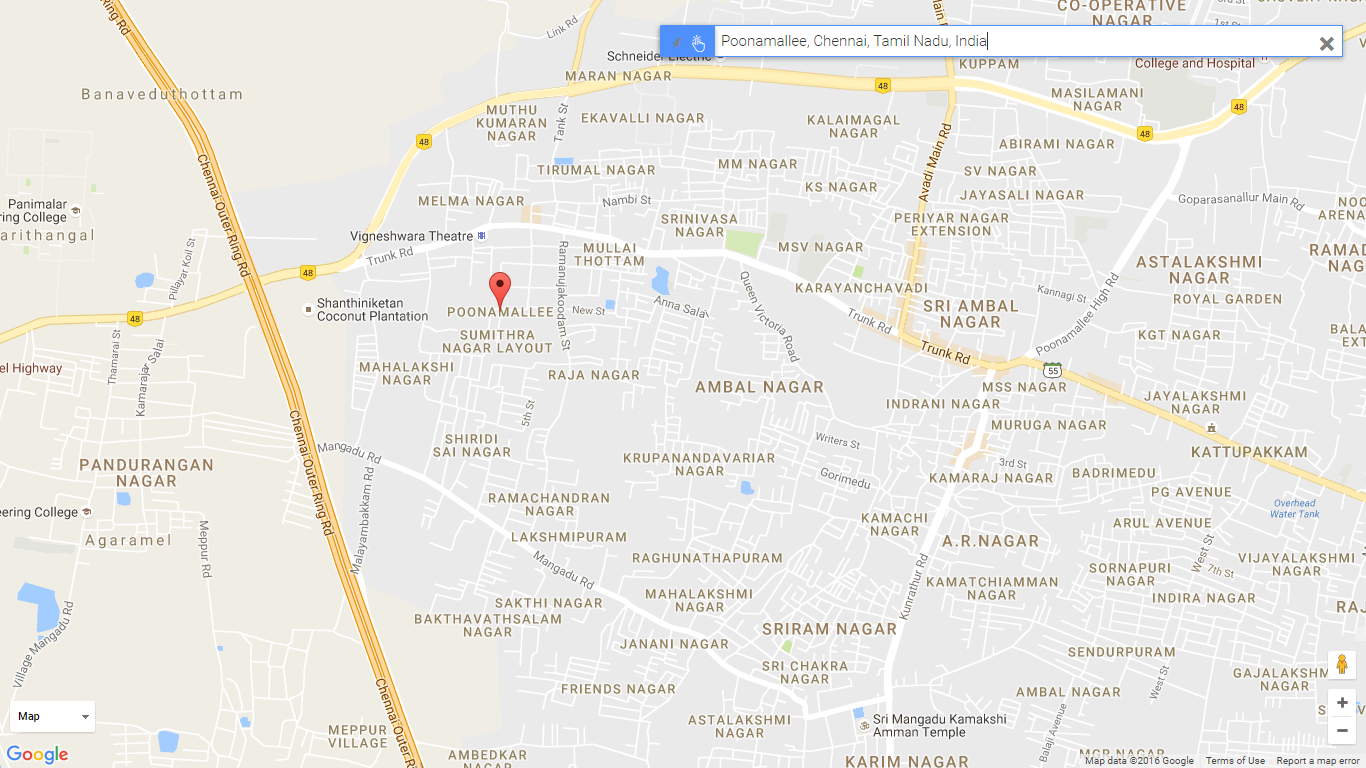 Poonamallee, Chennai, Tamil Nadu, India
Chennai Outer Ring Rd
Link Rd
CO-OPERATIVE
NAGAR
1st St
Schneider Electric
KUPPAM
College and Hospital
MARAN NAGAR
Banaveduthottam
48
MASILAMANI
NAGAR
48
MUTHU
KUMARAN
NAGAR
Tank St
EKAVALLI NAGAR
KALAIMAGAL
NAGAR
48
48
ABIRAMI NAGAR
Avadi Main Rd
TIRUMAL NAGAR
MM NAGAR
SV NAGAR
Chennai Outer Ring Rd
KS NAGAR
JAYASALI NAGAR
Goparasanallur Main Rd
Panimalar
ring College
arithangal
MELMA NAGAR
Nambi St
SRINIVASA
NAGAR
PERIYAR NAGAR
EXTENSION
ARENA
Vigneshwara Theatre
Trunk Rd
Ramanujakoodam St
MULLAI
THOTTAM
MSV NAGAR
Pillayar Koil St
48
ASTALAKSHMI
NAGAR
NAGAR
Queen Victoria Road
KARAYANCHAVADI
Kannagi St
ROYAL GARDEN
Shanthiniketan
Coconut Plantation
POONAMALLEE
New St
Anna Salai
Trunk Rd
SRI AMBAL
NAGAR
Poonamallee High Rd
48
SUMITHRA
NAGAR LAYOUT
KGT NAGAR
Thamarai St
Kamarajar Salai
Trunk Rd
el Highway
MAHALAKSHI
NAGAR
RAJA NAGAR
55
AMBAL NAGAR
MSS NAGAR
JAYALAKSHMI
NAGAR
INDRANI NAGAR
5th St
MURUGA NAGAR
Chennai Outer Ring Rd
Mangadu Rd
SHIRIDI
SAI NAGAR
Writers St
KATTUPAKKAM
PANDURANGAN
NAGAR
KRUPANANDAVARIAR
NAGAR
Gorimedu
3rd St
KAMARAJ NAGAR
BADRIMEDU
PG AVENUE
Malayambakkam Rd
RAMACHANDRAN
NAGAR
Overhead
Water Tank
eering College
KAMACHI
NAGAR
ARUL AVENUE
Agaramel
Meppur Rd
LAKSHMIPURAM
A.R.NAGAR
West St
Mangadu Rd
RAGHUNATHAPURAM
VIJAYALAKSHMI
NAGAR
SORNAPURI
NAGAR
7th St
Kunrathur Rd
KAMATCHIAMMAN
NAGAR
MAHALAKSHMI
NAGAR
SAKTHI NAGAR
INDIRA NAGAR
BAKTHAVATHSALAM
NAGAR
SRIRAM NAGAR
Village Mangadu Rd
JANANI NAGAR
SENDURPURAM
SRI CHAKRA
NAGAR
West St
GAJALAKSHMI
NAGAR
FRIENDS NAGAR
AMBAL NAGAR
Chennai Outer Ring Rd
Map
ASTALAKSHMI
NAGAR
Sri Mangadu Kamakshi
Amman Temple
Balaji Avenue
MEPPUR
VILLAGE
AMBEDKAR
NAGAR
KARIM NAGAR
MGR NAGAR
Google
Map data ©2016 Google
Terms of Use
Report a map error